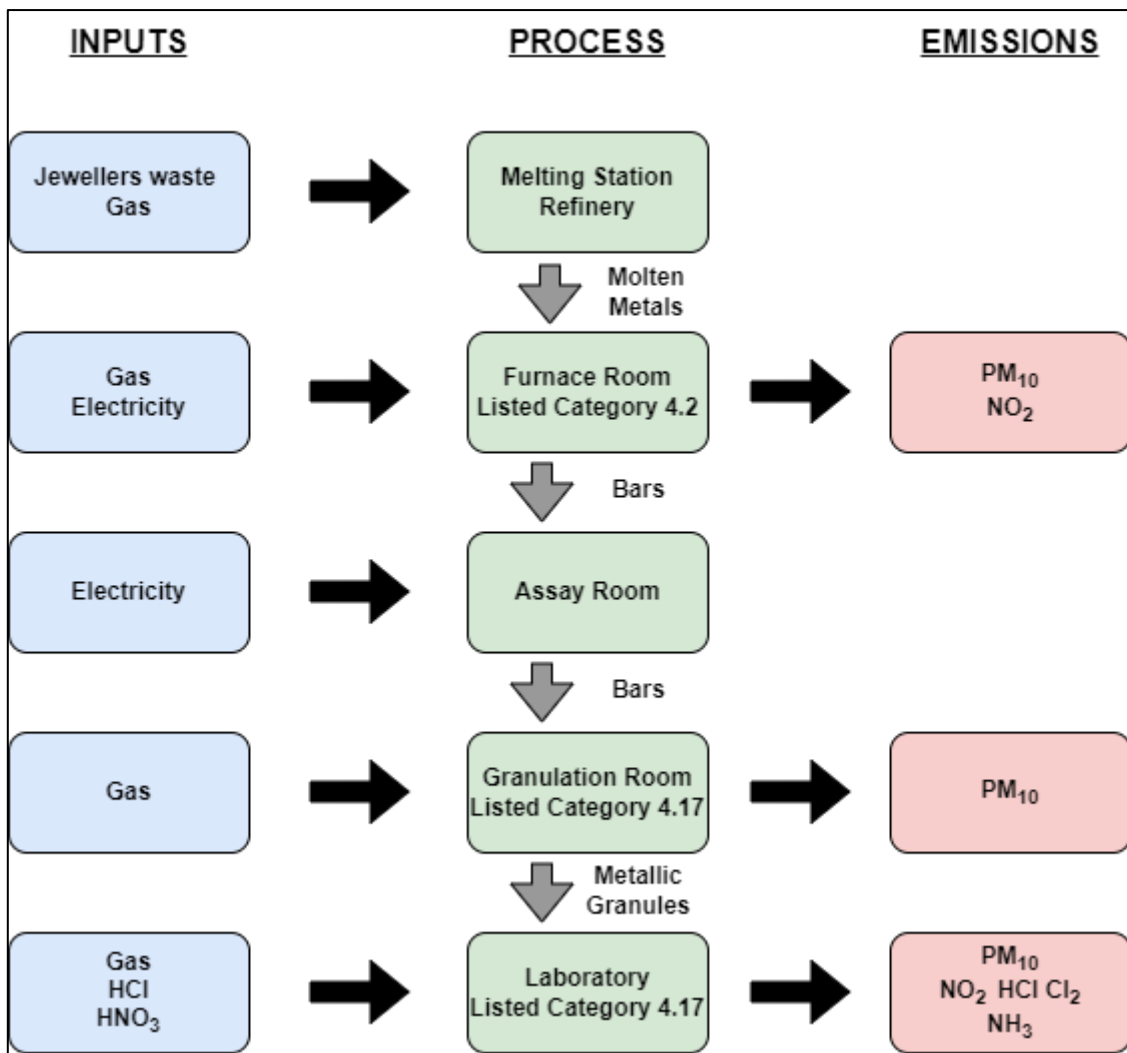 INPUTS
PROCESS
EMISSIONS
Jewellers waste
Gas
Melting Station
Refinery
Molten
Metals
Gas
Electricity
Furnace Room
Listed Category 4.2
PM₁₀
NO₂
Bars
Electricity
Assay Room
Bars
Gas
Granulation Room
Listed Category 4.17
PM₁₀
Metallic
Granules
Gas
HCl
HNO₃
Laboratory
Listed Category 4.17
PM₁₀
NO₂ HCl Cl₂
NH₃